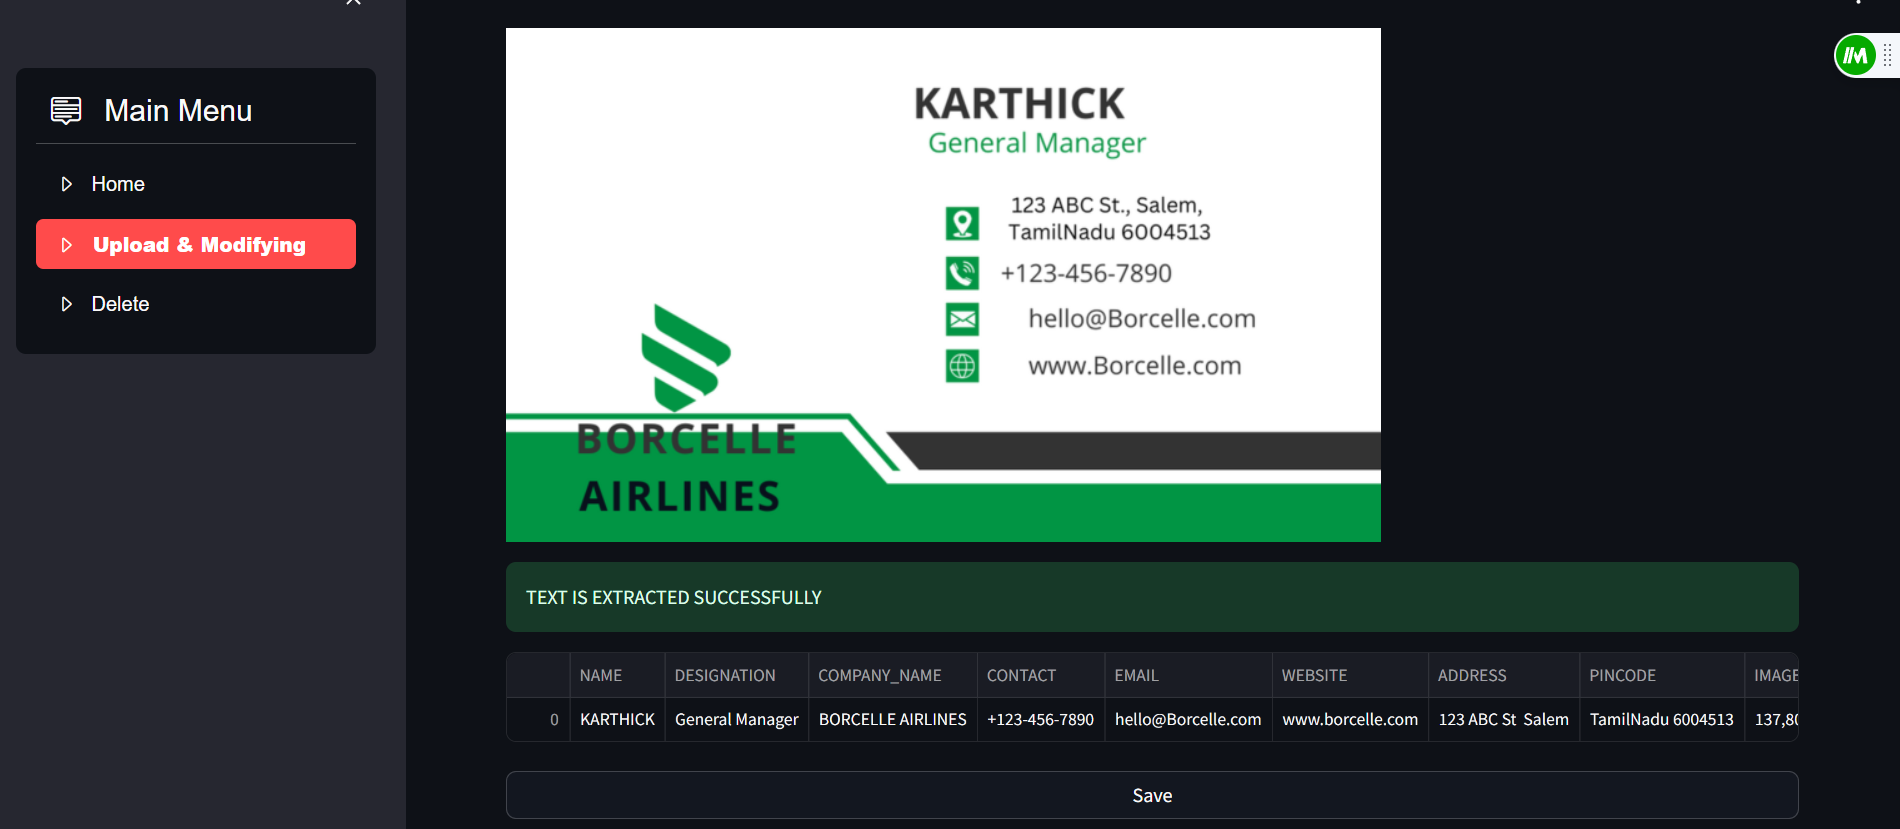 Main Menu
Home
Upload & Modifying
Delete
KARTHICK
General Manager
123 ABC St., Salem,
TamilNadu 6004513
+123-456-7890
hello@Borcelle.com
www.Borcelle.com
BORCELLE
AIRLINES
TEXT IS EXTRACTED SUCCESSFULLY
NAME DESIGNATION COMPANY_NAME CONTACT EMAIL WEBSITE ADDRESS PINCODE IMAGE
0 KARTHICK General Manager BORCELLE AIRLINES +123-456-7890 hello@Borcelle.com www.borcelle.com 123 ABC St Salem TamilNadu 6004513
Save